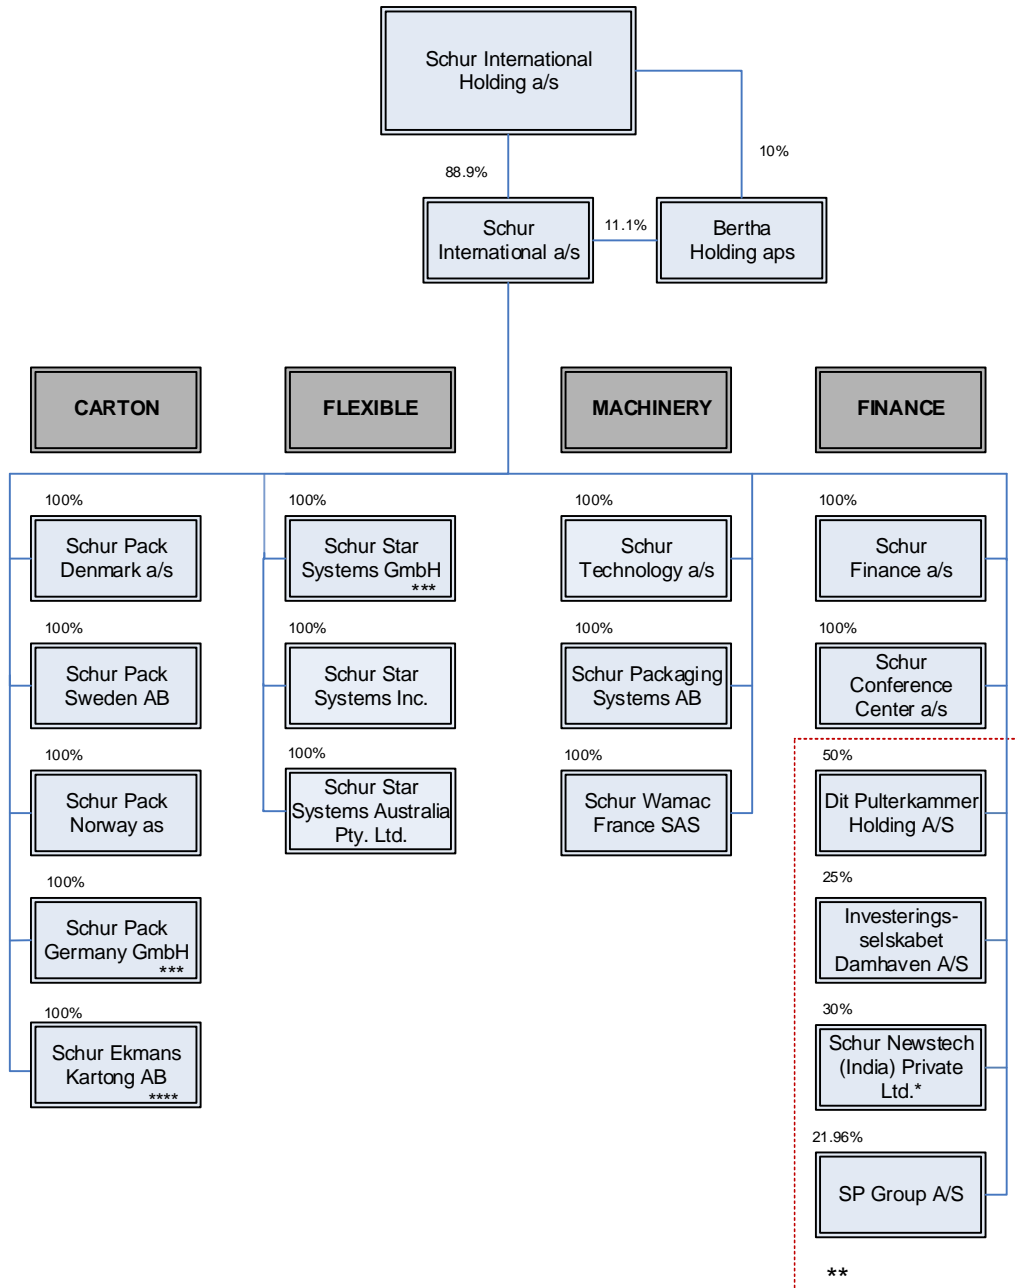 Schur International
Holding a/s
10%
88.9%
Schur
International a/s
11.1%
Bertha
Holding aps
CARTON
FLEXIBLE
MACHINERY
FINANCE
100%
Schur Pack
Denmark a/s
100%
Schur Pack
Sweden AB
100%
Schur Pack
Norway as
100%
Schur Pack
Germany GmbH
***
100%
Schur Ekmans
Kartong AB
****
100%
Schur Star
Systems GmbH
***
100%
Schur Star
Systems Inc.
100%
Schur Star
Systems Australia
Pty. Ltd.
100%
Schur
Technology a/s
100%
Schur Packaging
Systems AB
100%
Schur Wamac
France SAS
100%
Schur
Finance a/s
100%
Schur
Conference
Center a/s
50%
Dit Pulterkammer
Holding A/S
25%
Investerings-
selskabet
Damhaven A/S
30%
Schur Newstech
(India) Private
Ltd.*
21.96%
SP Group A/S
**